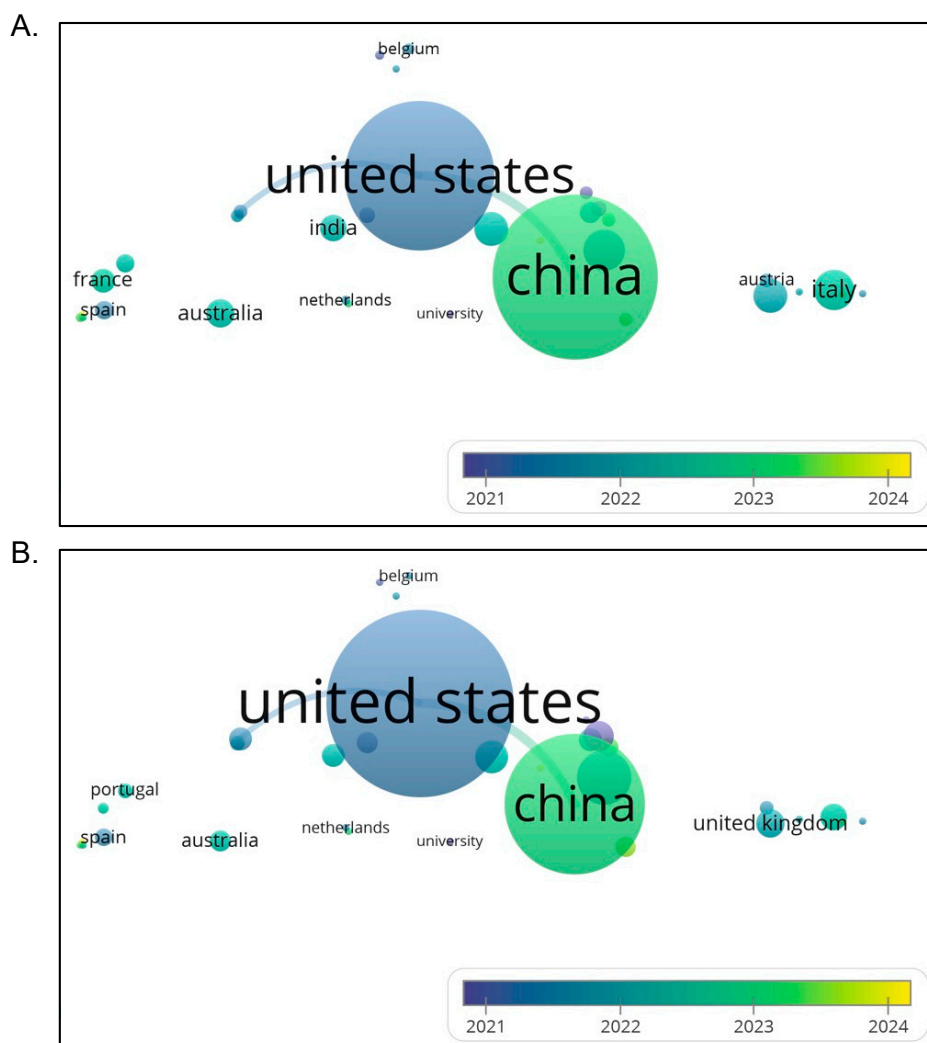 A.
belgium
united states
india
china
france
spain
australia
netherlands
university
austria
italy
2021 2022 2023 2024
B.
belgium
united states
china
portugal
spain
australia
netherlands
university
united kingdom
2021 2022 2023 2024